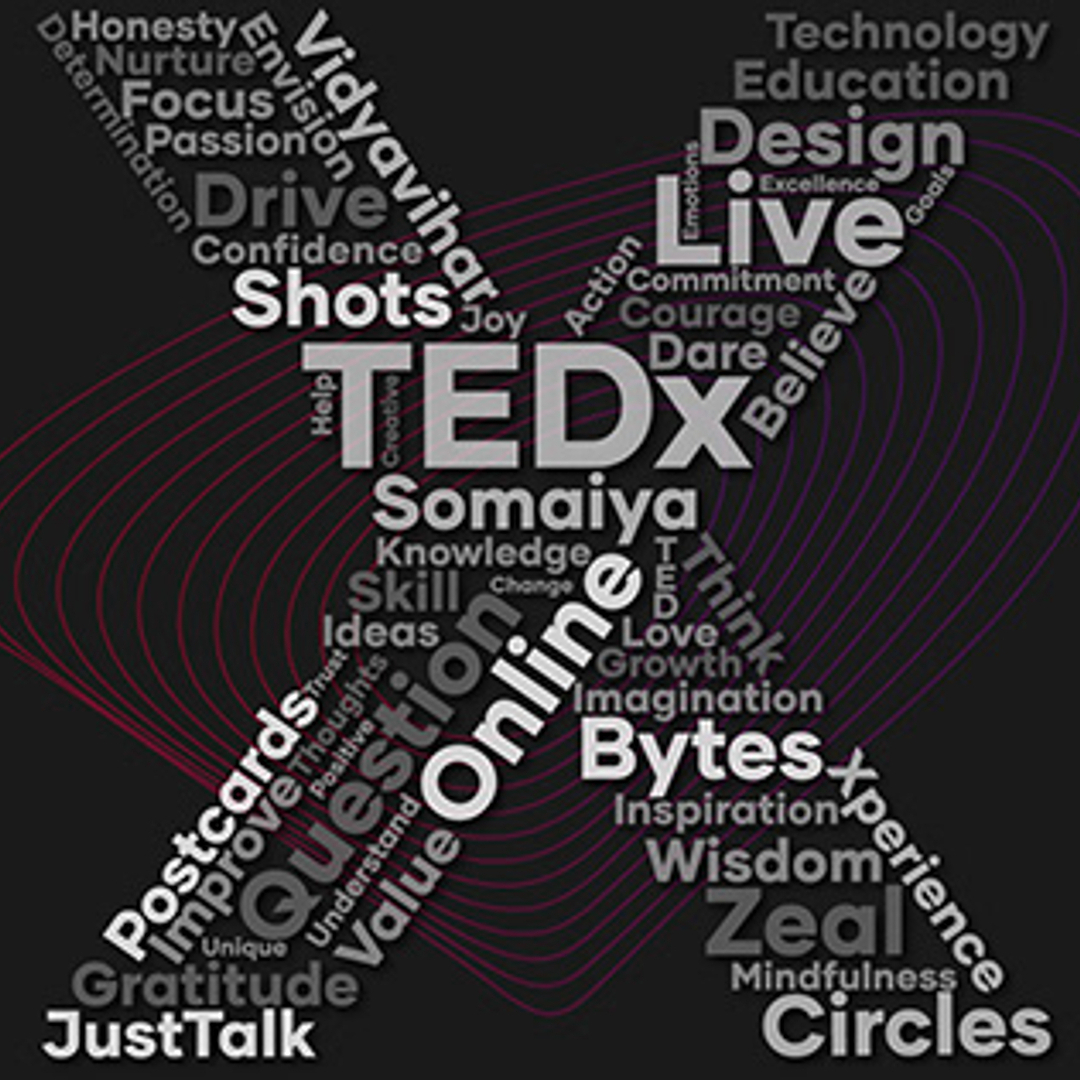 Honesty
Determination
Nurture
Envision
Vidyavihar
Focus
Passion
Drive
Confidence
Shots
Joy
Technology
Education
Design
Emotions
Excellence
Live
Goals
Action
Commitment
Courage
Dare
Believe
TEDx
Help
Creative
Somaiya
Knowledge
TED
Think
Skill
Change
Ideas
Online
Love
Growth
Imagination
Trust
Thoughts
Positive
Question
Postcards
Improve
Understand
Value
Unique
Gratitude
JustTalk
Bytes
Xperience
Inspiration
Wisdom
Zeal
Mindfulness
Circles